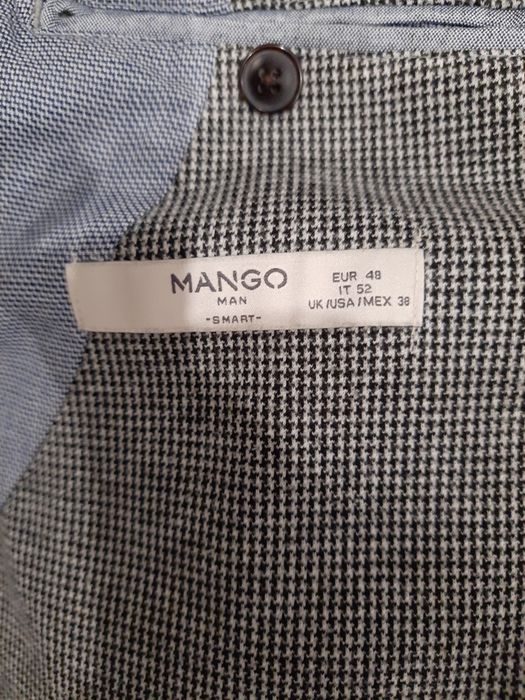 MANGO
MAN
-SMART-
EUR 48
IT 52
UK/USA/MEX 38